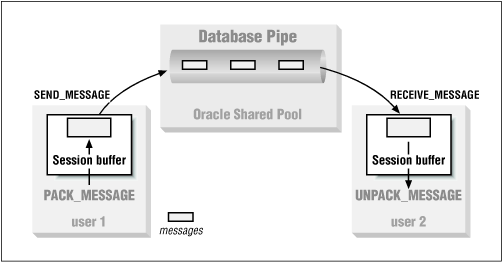 Database Pipe
Oracle Shared Pool
SEND_MESSAGE
RECEIVE_MESSAGE
Session buffer
PACK_MESSAGE
user 1
Session buffer
UNPACK_MESSAGE
user 2
messages